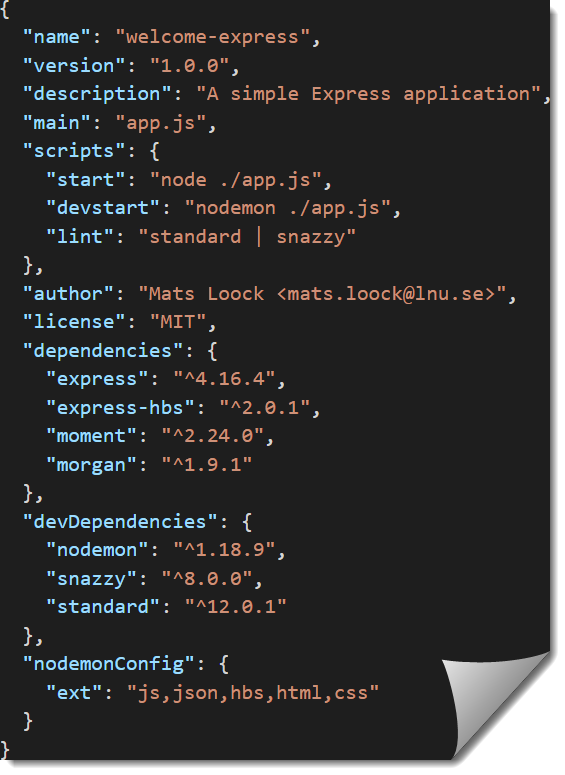 {
  "name": "welcome-express",
  "version": "1.0.0",
  "description": "A simple Express application",
  "main": "app.js",
  "scripts": {
    "start": "node ./app.js",
    "devstart": "nodemon ./app.js",
    "lint": "standard | snazzy"
  },
  "author": "Mats Loock <mats.loock@lnu.se>",
  "license": "MIT",
  "dependencies": {
    "express": "^4.16.4",
    "express-hbs": "^2.0.1",
    "moment": "^2.24.0",
    "morgan": "^1.9.1"
  },
  "devDependencies": {
    "nodemon": "^1.18.9",
    "snazzy": "^8.0.0",
    "standard": "^12.0.1"
  },
  "nodemonConfig": {
    "ext": "js,json,hbs,html,css"
  }
}